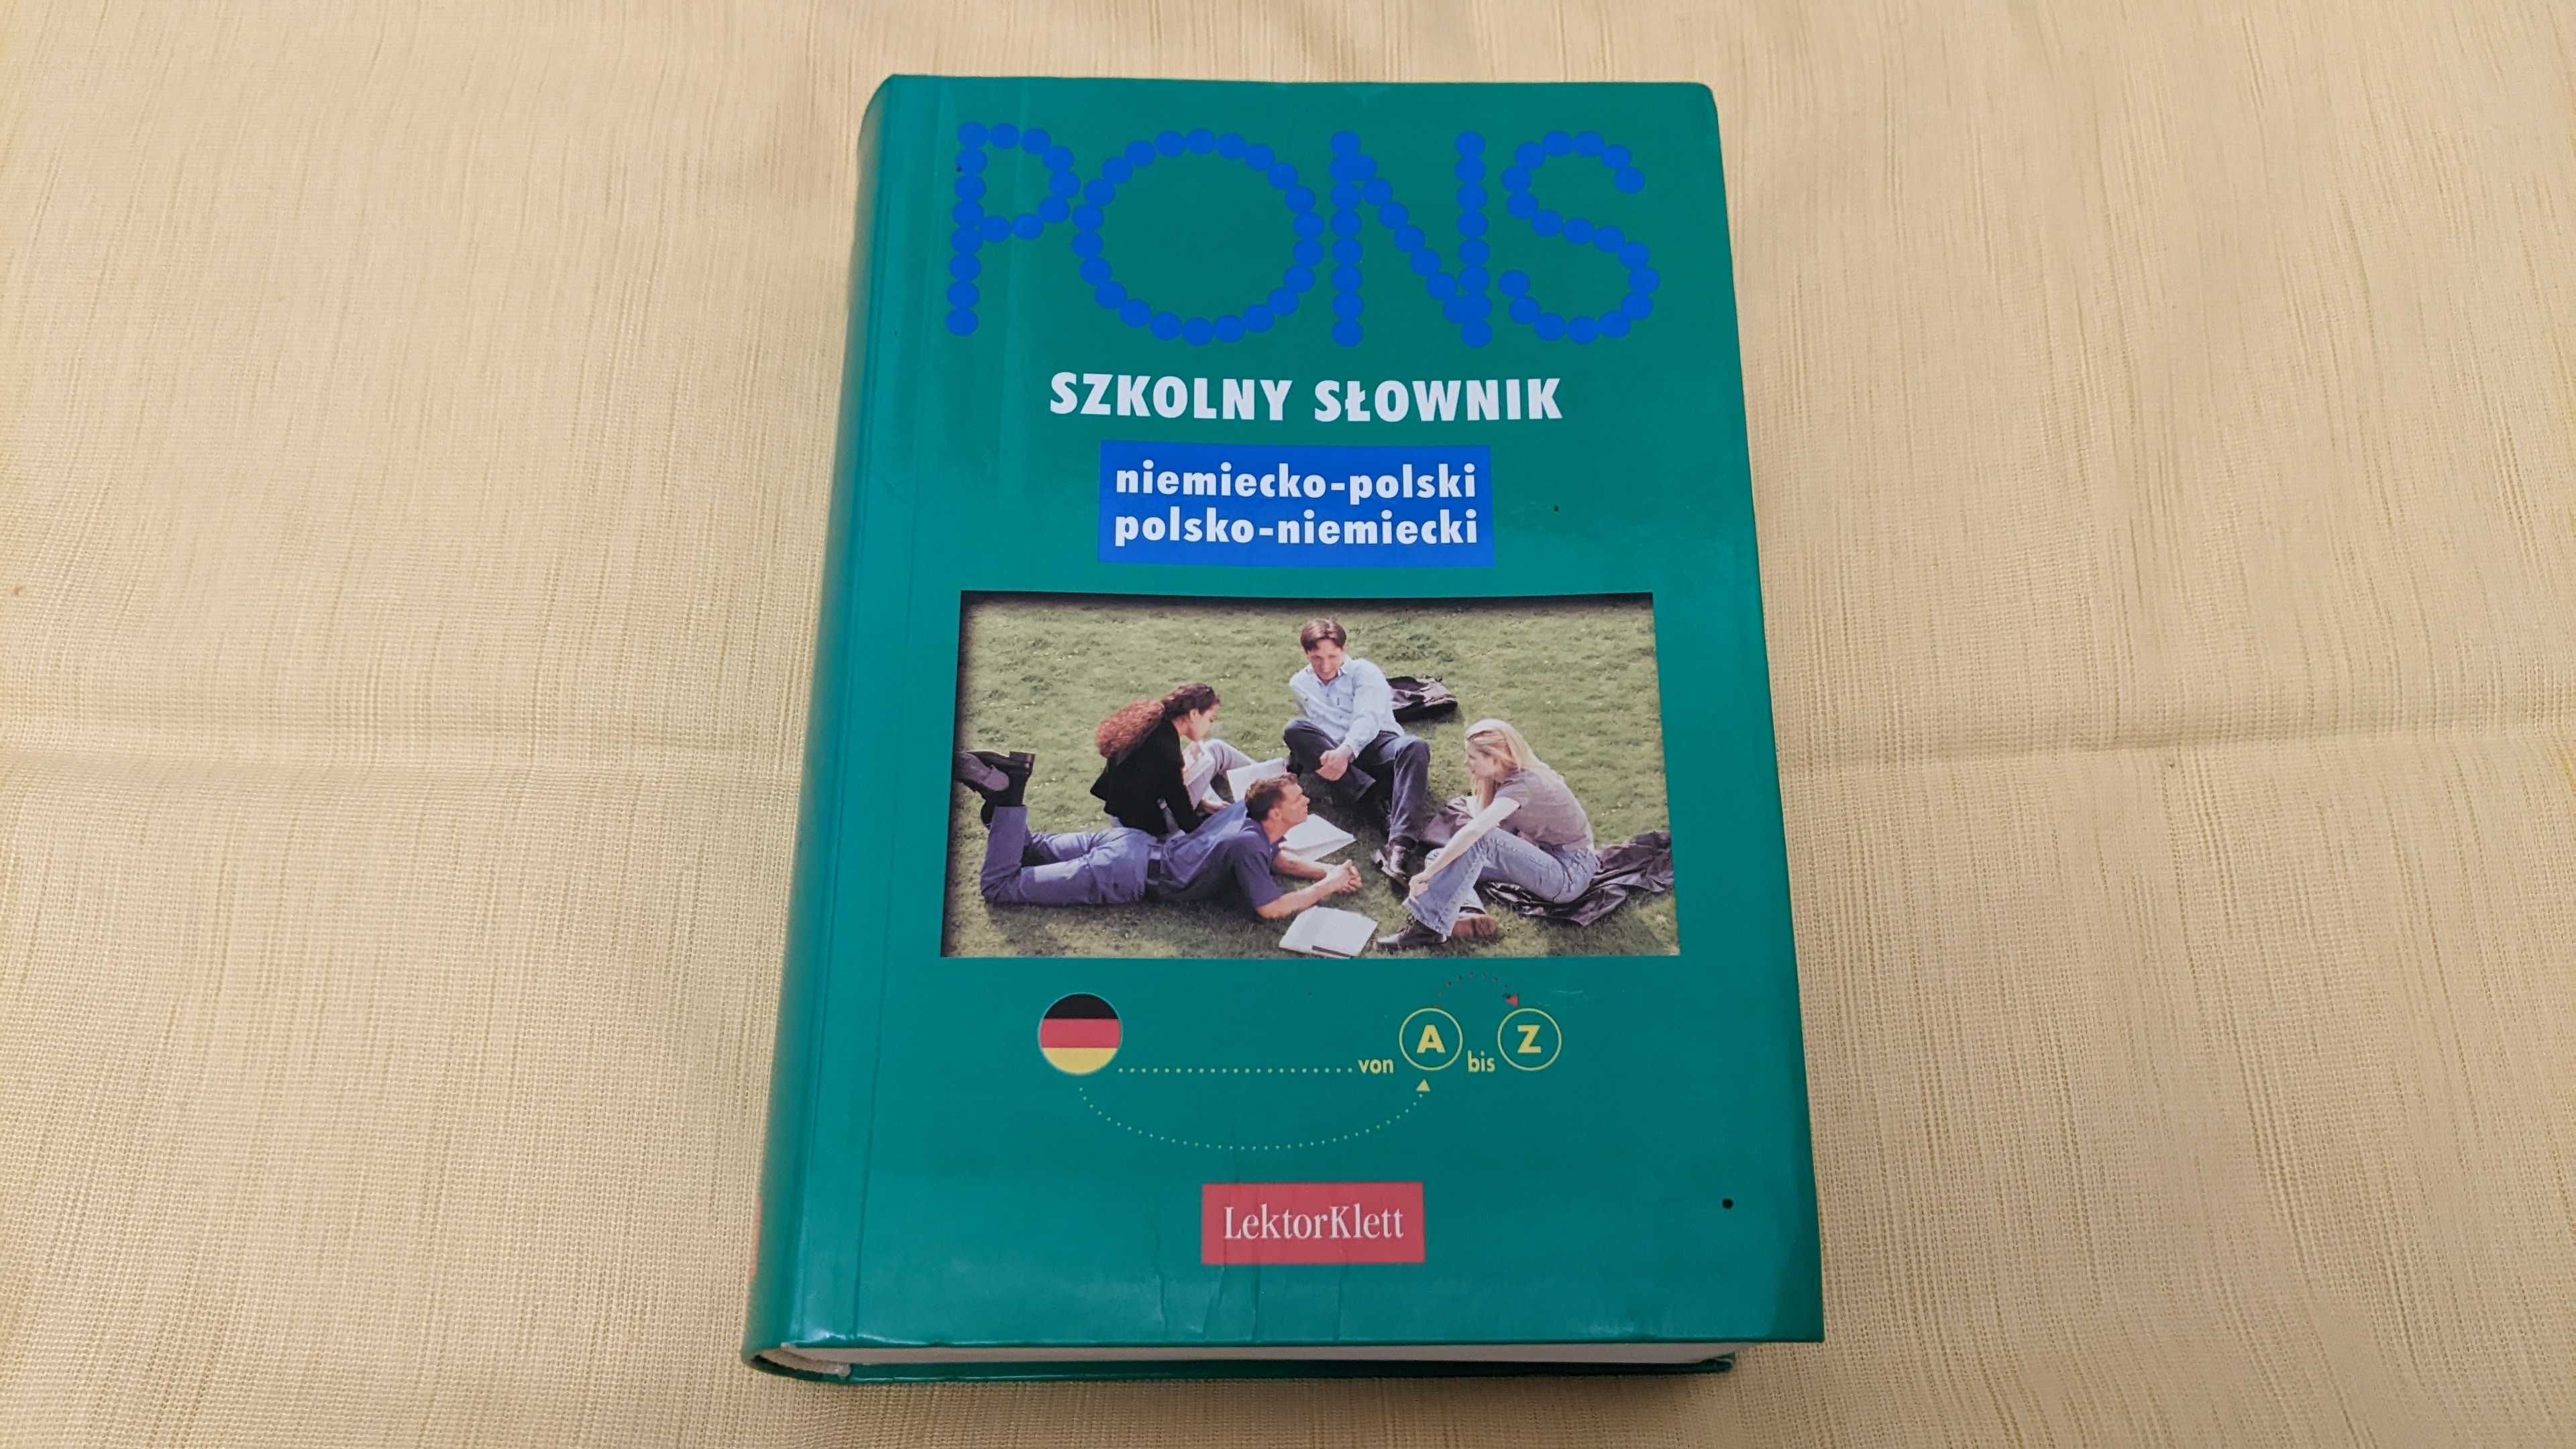 PONS
SZKOLNY SŁOWNIK
niemiecko-polski
polsko-niemiecki
von A bis Z
LektorKlett